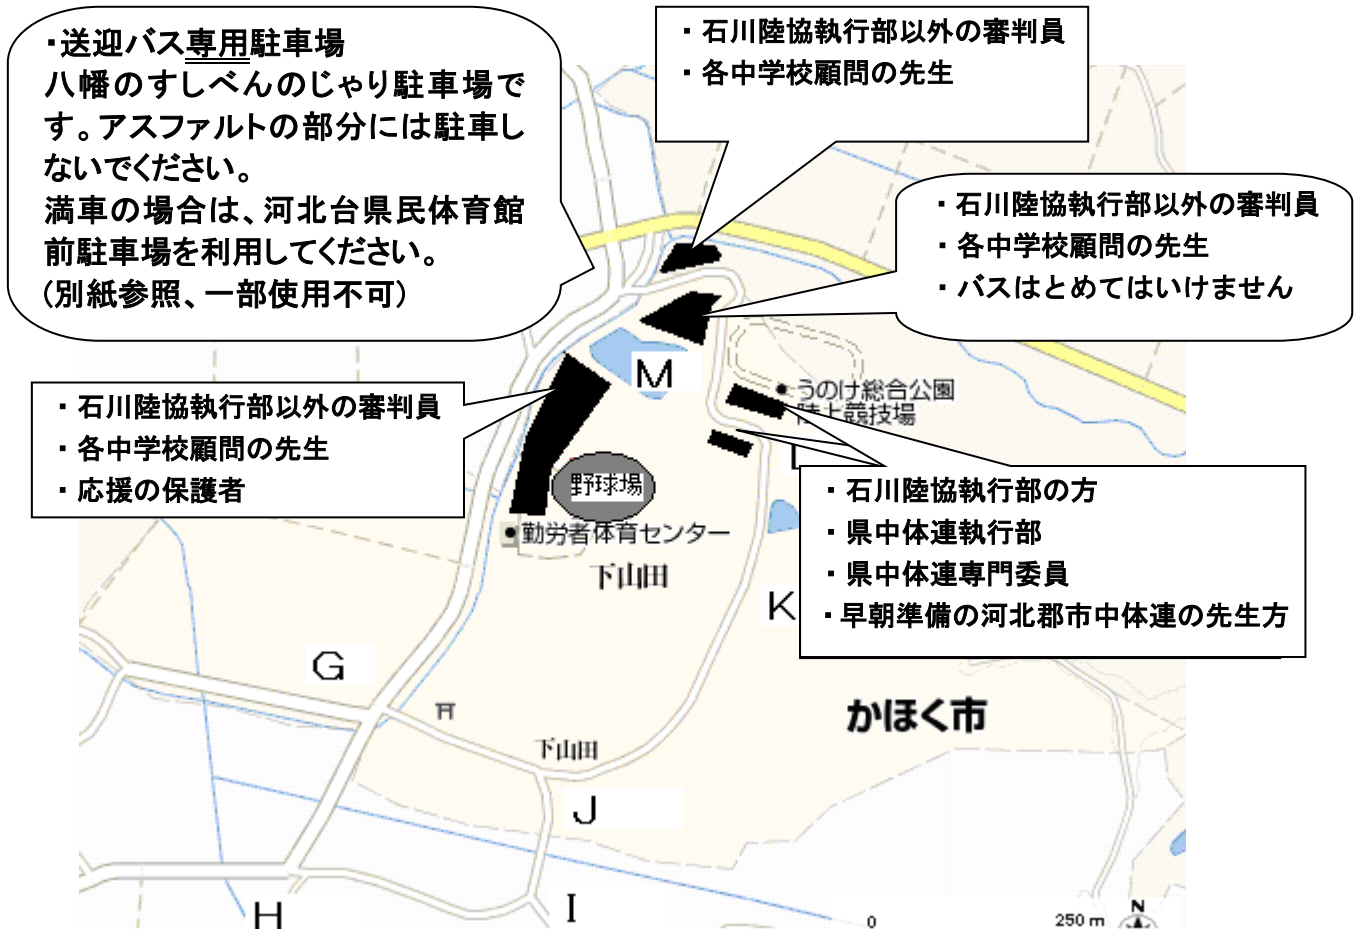 ・送迎バス専用駐車場
八幡のすしべんのじゃり駐車場で
す。アスファルトの部分には駐車し
ないでください。
満車の場合は、河北台県民体育館
前駐車場を利用してください。
(別紙参照、一部使用不可)
・石川陸協執行部以外の審判員
・各中学校顧問の先生
・石川陸協執行部以外の審判員
・各中学校顧問の先生
・バスはとめてはいけません
・石川陸協執行部以外の審判員
・各中学校顧問の先生
・応援の保護者
M
うのけ総合公園
陸上競技場
野球場
勤労者体育センター
下山田
・石川陸協執行部の方
・県中体連執行部
・県中体連専門委員
・早朝準備の河北郡市中体連の先生方
K
G
かほく市
下山田
J
H
I
0
250 m
N